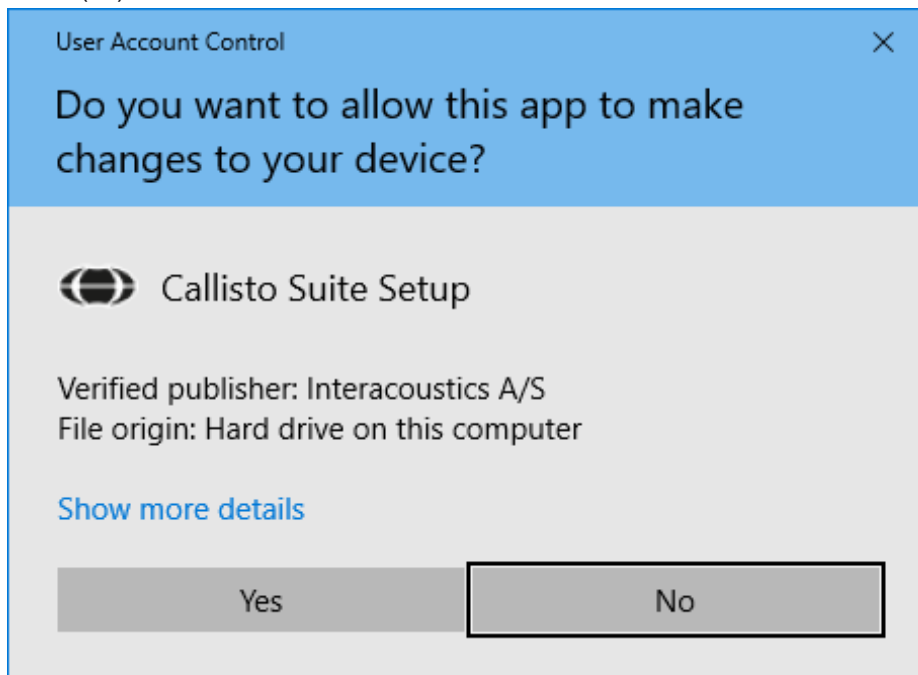 User Account Control
Do you want to allow this app to make
changes to your device?
Callisto Suite Setup
Verified publisher: Interacoustics A/S
File origin: Hard drive on this computer
Show more details
Yes
No